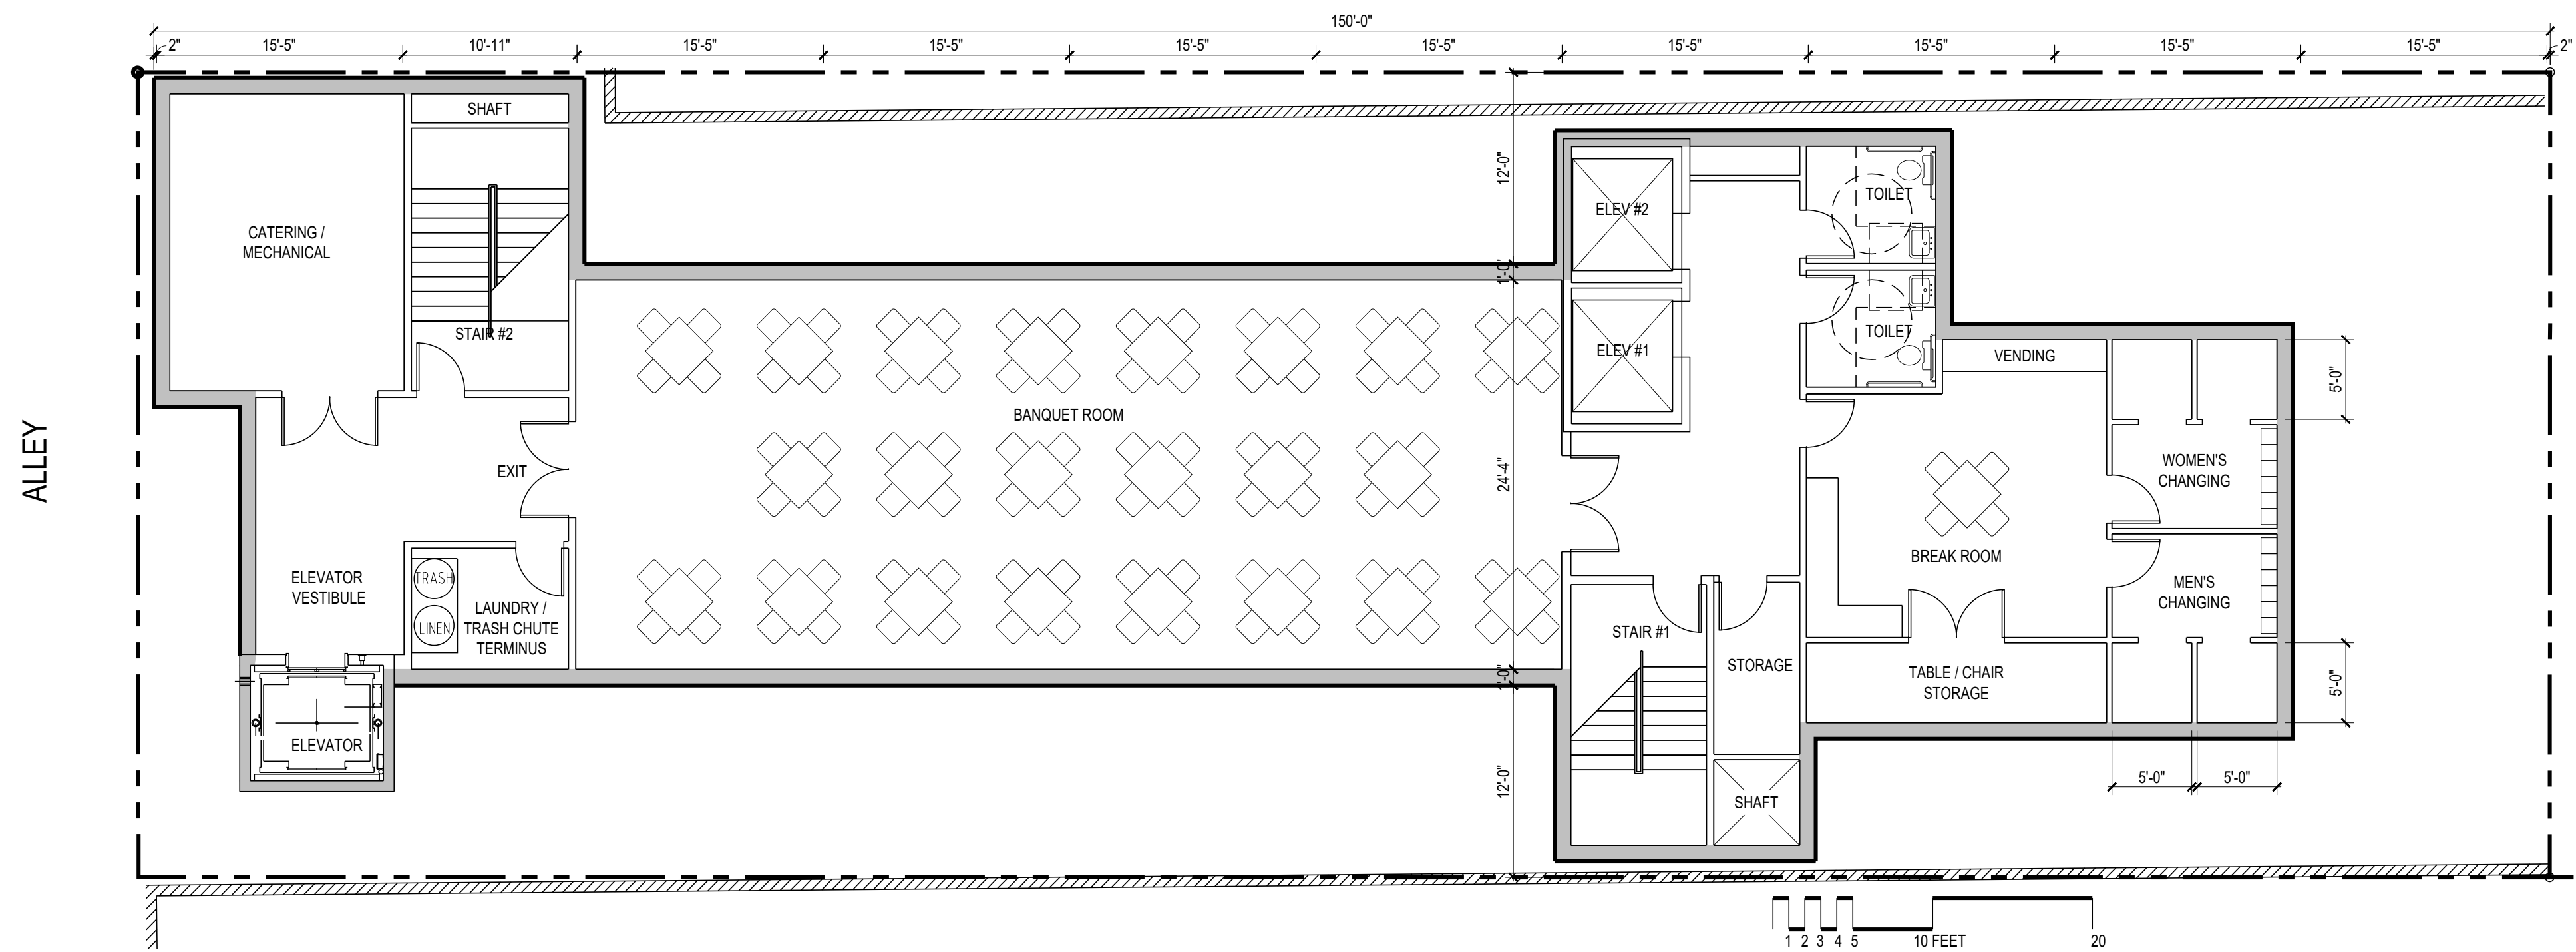 150'-0"
2"
15'-5"
10'-11"
15'-5"
15'-5"
15'-5"
15'-5"
15'-5"
15'-5"
15'-5"
15'-5"
2"
SHAFT
12'-0"
ELEV #2
TOILET
CATERING /
MECHANICAL
1'-0"
STAIR #2
ELEV #1
TOILET
VENDING
5'-0"
BANQUET ROOM
ALLEY
EXIT
24'-4"
WOMEN'S
CHANGING
BREAK ROOM
ELEVATOR
VESTIBULE
TRASH
LINEN
LAUNDRY /
TRASH CHUTE
TERMINUS
MEN'S
CHANGING
STAIR #1
STORAGE
TABLE / CHAIR
STORAGE
1'-0"
5'-0"
ELEVATOR
12'-0"
SHAFT
5'-0"
5'-0"
1 2 3 4 5 10 FEET 20